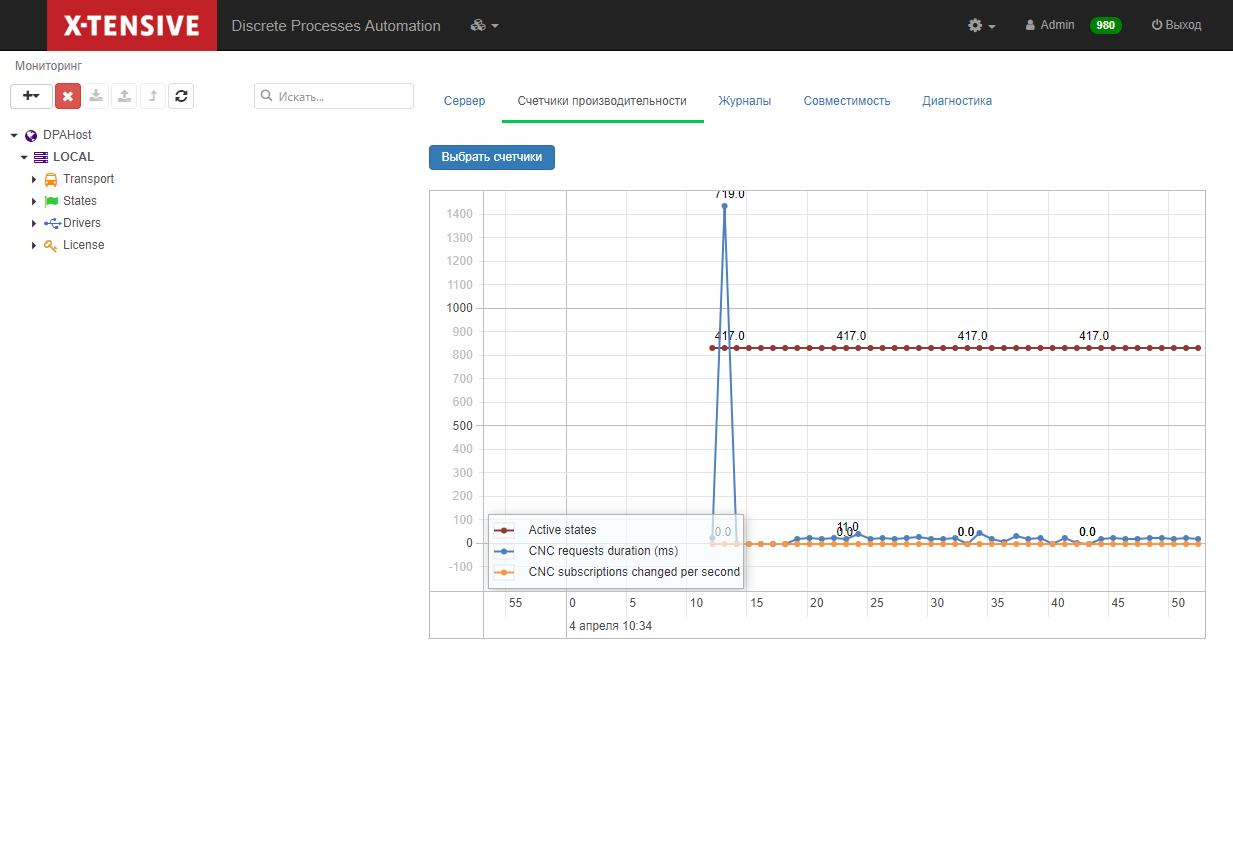 X-TENSIVE Discrete Processes Automation Admin 980 Выход
Мониторинг
Искать...
Сервер Счетчики производительности Журналы Совместимость Диагностика
DPAHost
LOCAL
Transport
States
Drivers
License
Выбрать счетчики
719.0
1400
1300
1200
1100
1000
900
800
700
600
500
400
300
200
100
0
-100
417.0 417.0 417.0 417.0
0.0 11.0 0.0 0.0 0.0
Active states
CNC requests duration (ms)
CNC subscriptions changed per second
55 0 5 10 15 20 25 30 35 40 45 50
4 апреля 10:34